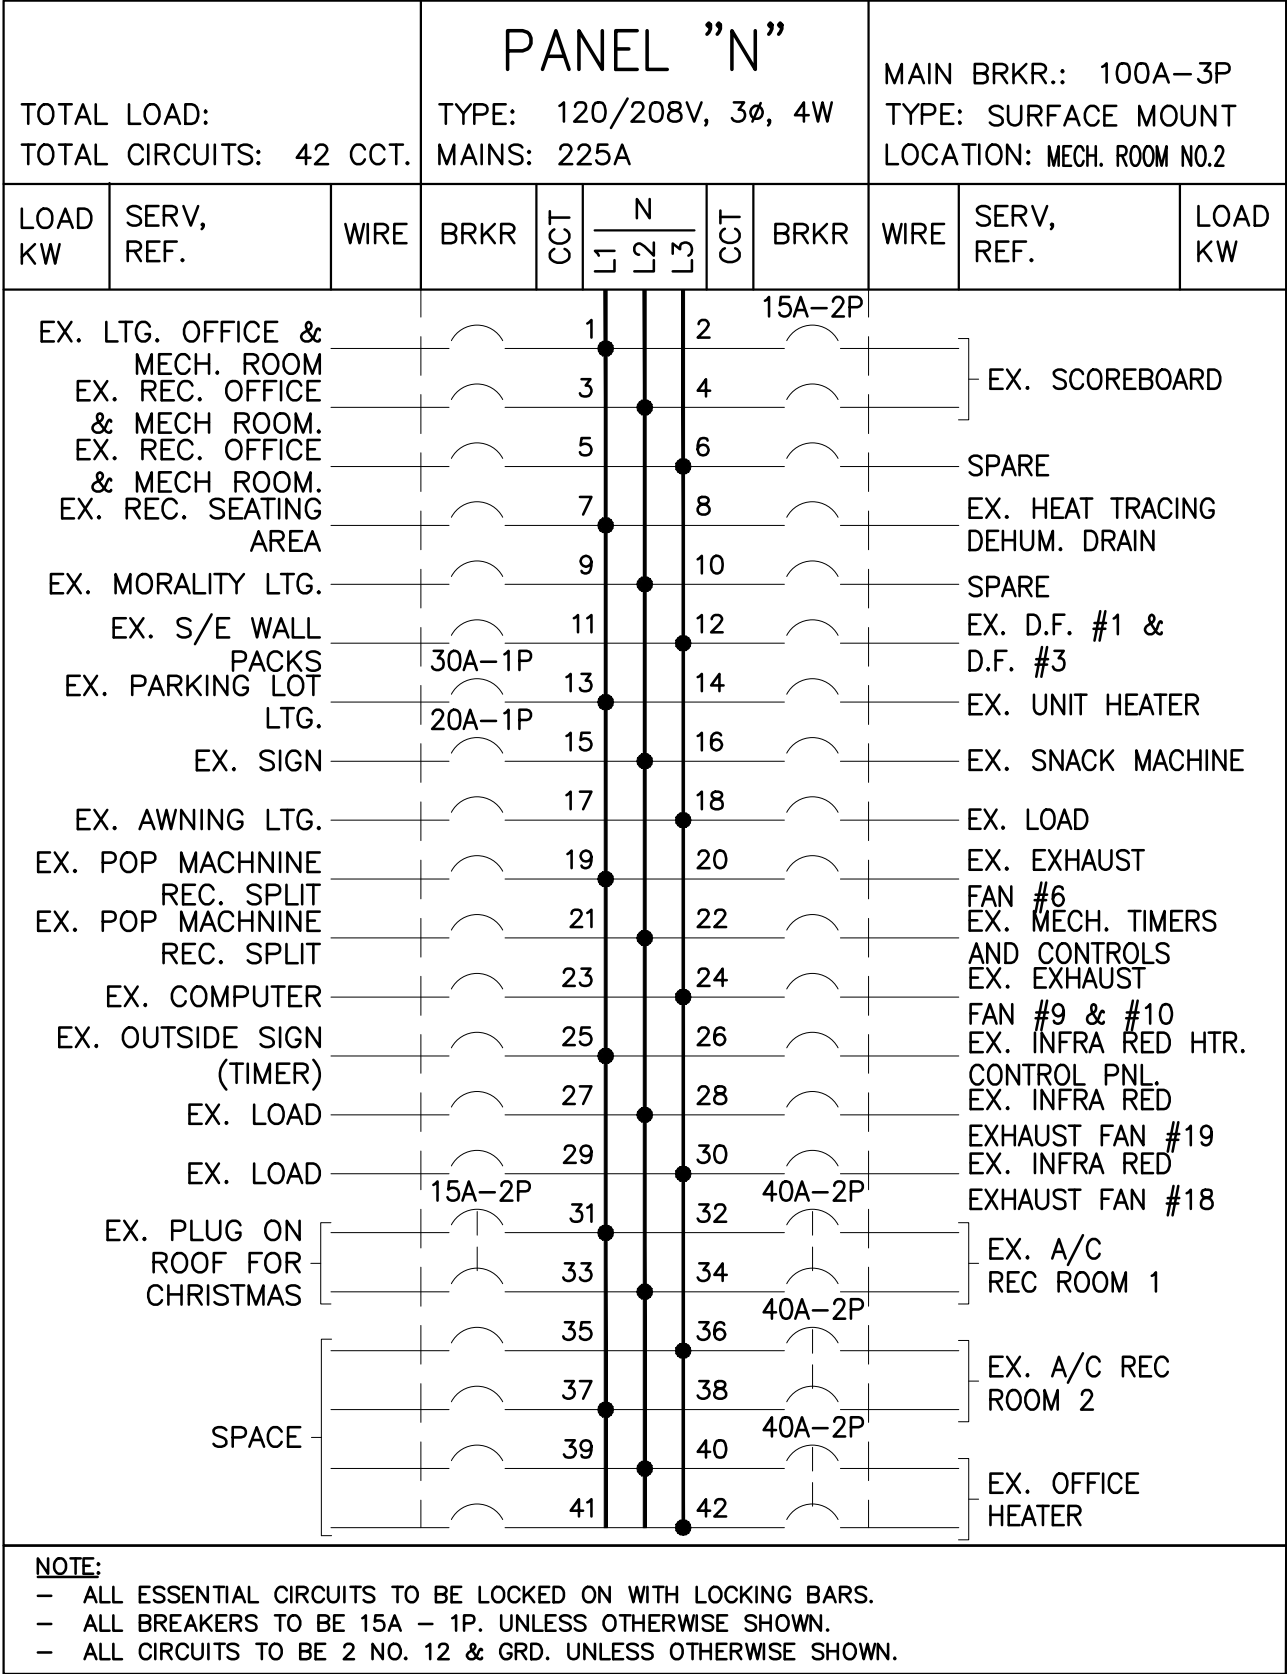 PANEL ”N”
TOTAL LOAD:
TOTAL CIRCUITS: 42 CCT.
TYPE: 120/208V, 3ø, 4W
MAINS: 225A
MAIN BRKR.: 100A-3P
TYPE: SURFACE MOUNT
LOCATION: MECH. ROOM NO.2
LOAD
KW
SERV,
REF.
WIRE
BRKR
CCT
N
L1 L2 L3
CCT
BRKR
WIRE
SERV,
REF.
LOAD
KW
EX. LTG. OFFICE &
MECH. ROOM
1
2
15A-2P
EX. SCOREBOARD
EX. REC. OFFICE
& MECH ROOM.
3
4
EX. REC. OFFICE
& MECH ROOM.
5
6
SPARE
EX. REC. SEATING
AREA
7
8
EX. HEAT TRACING
DEHUM. DRAIN
EX. MORALITY LTG.
9
10
SPARE
EX. S/E WALL
PACKS
11
12
EX. D.F. #1 &
D.F. #3
EX. PARKING LOT
LTG.
30A-1P
13
14
EX. UNIT HEATER
EX. SIGN
20A-1P
15
16
EX. SNACK MACHINE
EX. AWNING LTG.
17
18
EX. LOAD
EX. POP MACHNINE
REC. SPLIT
19
20
EX. EXHAUST
FAN #6
EX. POP MACHNINE
REC. SPLIT
21
22
EX. MECH. TIMERS
AND CONTROLS
EX. COMPUTER
23
24
EX. EXHAUST
FAN #9 & #10
EX. OUTSIDE SIGN
(TIMER)
25
26
EX. INFRA RED HTR.
CONTROL PNL.
EX. LOAD
27
28
EX. INFRA RED
EXHAUST FAN #19
EX. LOAD
29
30
EX. INFRA RED
EXHAUST FAN #18
EX. PLUG ON
ROOF FOR
CHRISTMAS
15A-2P
31
32
40A-2P
EX. A/C
REC ROOM 1
33
34
SPACE
35
36
40A-2P
EX. A/C REC
ROOM 2
37
38
39
40
40A-2P
EX. OFFICE
HEATER
41
42
NOTE:
- ALL ESSENTIAL CIRCUITS TO BE LOCKED ON WITH LOCKING BARS.
- ALL BREAKERS TO BE 15A - 1P. UNLESS OTHERWISE SHOWN.
- ALL CIRCUITS TO BE 2 NO. 12 & GRD. UNLESS OTHERWISE SHOWN.